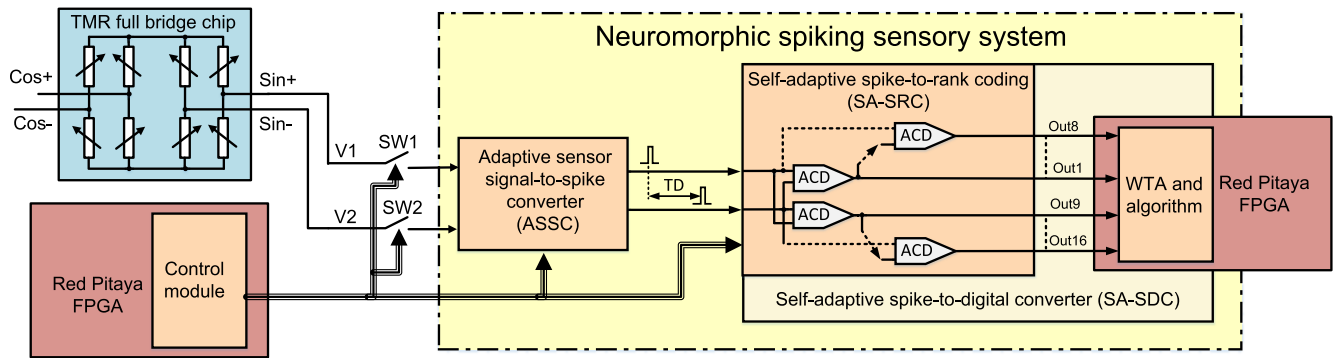 TMR full bridge chip
Cos+
Cos-
Sin+
Sin-
V1
SW1
V2
SW2
Red Pitaya
FPGA
Control
module
Neuromorphic spiking sensory system
Adaptive sensor
signal-to-spike
converter
(ASSC)
TD
Self-adaptive spike-to-rank coding
(SA-SRC)
ACD
ACD
ACD
ACD
Out8
Out1
Out9
Out16
Self-adaptive spike-to-digital converter (SA-SDC)
WTA and
algorithm
Red Pitaya
FPGA